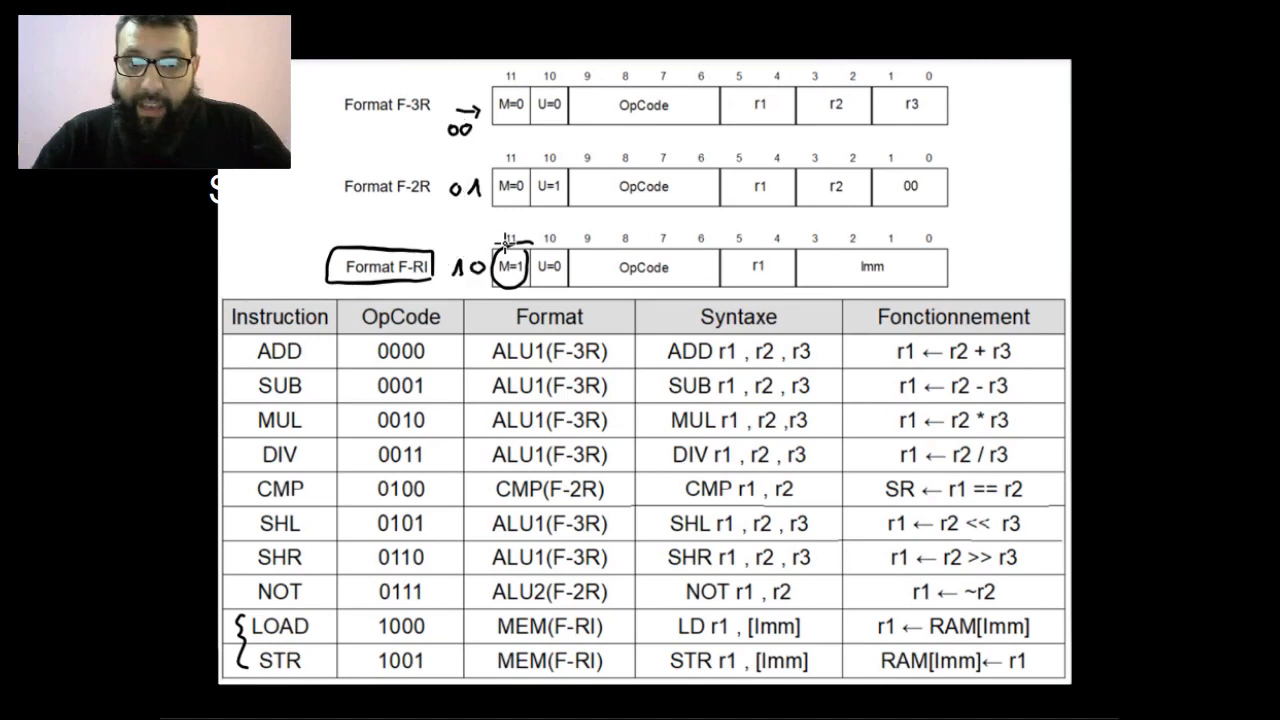 11 10 9 8 7 6 5 4 3 2 1 0
Format F-3R 00 → M=0 U=0 OpCode r1 r2 r3
11 10 9 8 7 6 5 4 3 2 1 0
Format F-2R 01 M=0 U=1 OpCode r1 r2 00
11 10 9 8 7 6 5 4 3 2 1 0
Format F-RI 10 M=1 U=0 OpCode r1 Imm
Instruction OpCode Format Syntaxe Fonctionnement
ADD 0000 ALU1(F-3R) ADD r1 , r2 , r3 r1 ← r2 + r3
SUB 0001 ALU1(F-3R) SUB r1 , r2 , r3 r1 ← r2 - r3
MUL 0010 ALU1(F-3R) MUL r1 , r2 ,r3 r1 ← r2 * r3
DIV 0011 ALU1(F-3R) DIV r1 , r2 , r3 r1 ← r2 / r3
CMP 0100 CMP(F-2R) CMP r1 , r2 SR ← r1 == r2
SHL 0101 ALU1(F-3R) SHL r1 , r2 , r3 r1 ← r2 << r3
SHR 0110 ALU1(F-3R) SHR r1 , r2 , r3 r1 ← r2 >> r3
NOT 0111 ALU2(F-2R) NOT r1 , r2 r1 ← ~r2
LOAD 1000 MEM(F-RI) LD r1 , [Imm] r1 ← RAM[Imm]
STR 1001 MEM(F-RI) STR r1 , [Imm] RAM[Imm]← r1